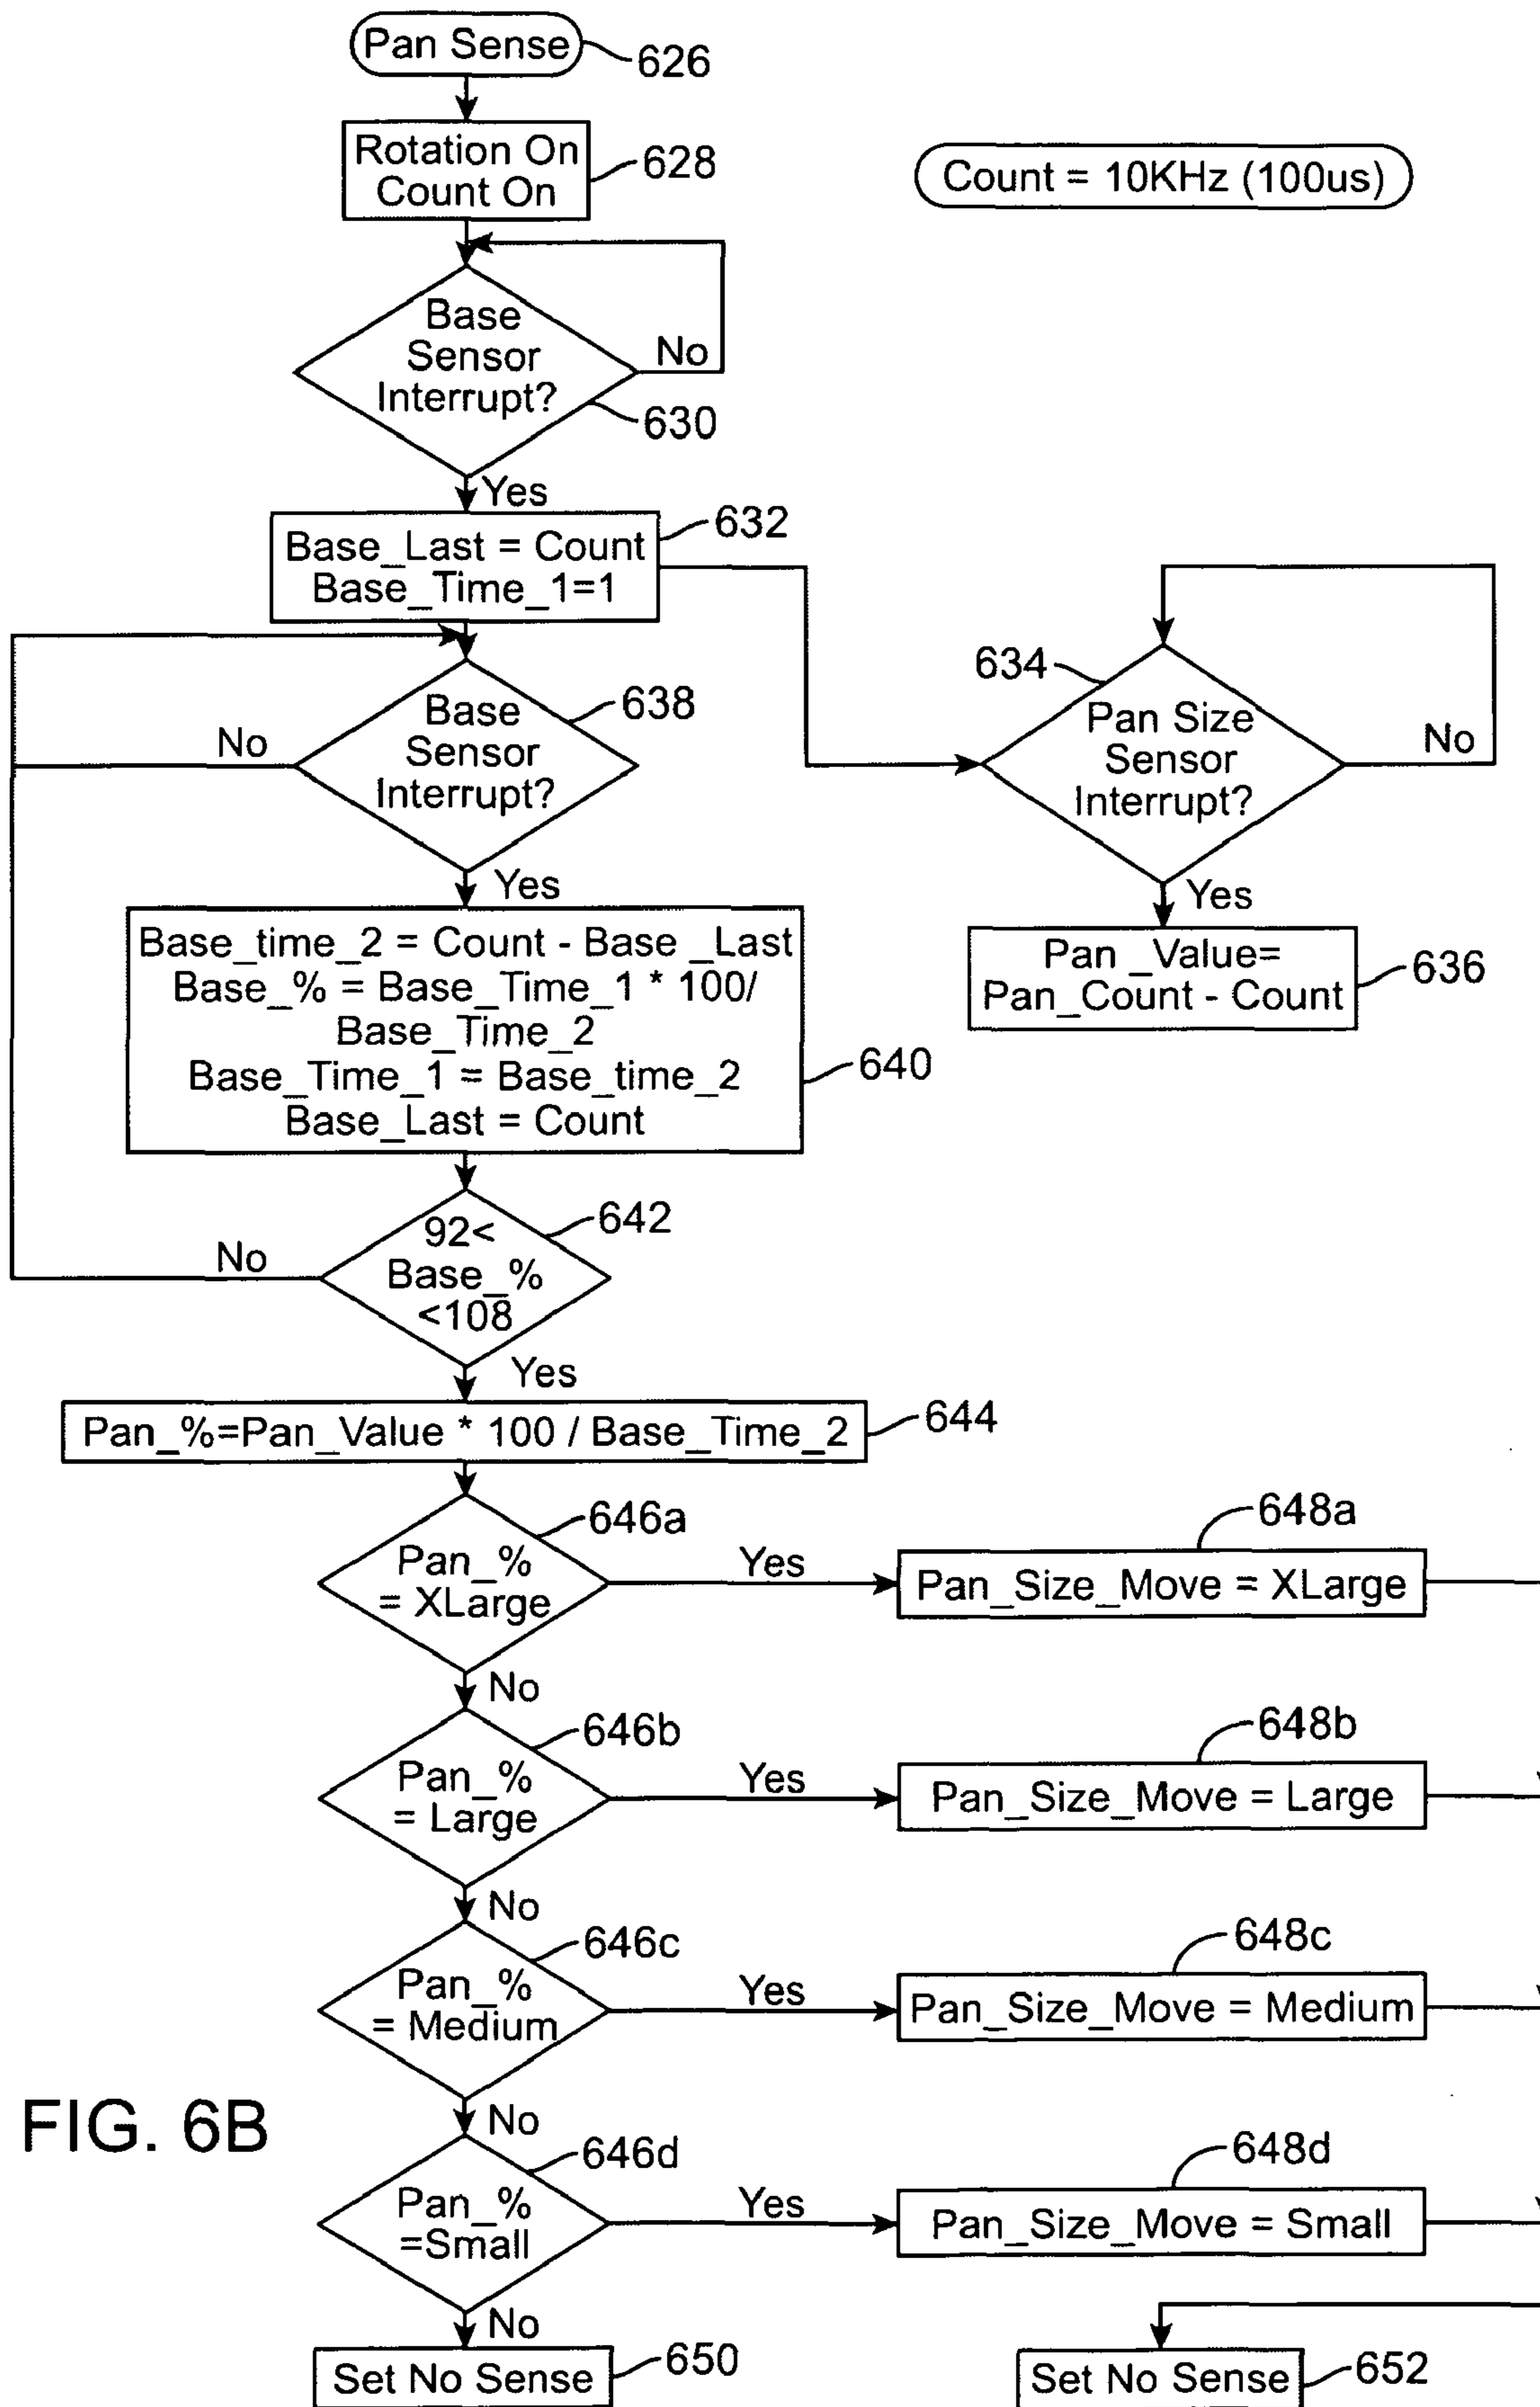 Pan Sense
626
Rotation On
Count On
628
Count = 10KHz (100us)
Base
Sensor
Interrupt?
No
630
Yes
Base_Last = Count
Base_Time_1=1
632
634
Pan Size
Sensor
Interrupt?
No
Yes
Pan _Value=
Pan_Count - Count
636
Base
Sensor
Interrupt?
638
No
Yes
Base_time_2 = Count - Base _Last
Base_% = Base_Time_1 * 100/
Base_Time_2
Base_Time_1 = Base_time_2
Base_Last = Count
640
92<
Base_%
<108
642
No
Yes
Pan_%=Pan_Value * 100 / Base_Time_2
644
Pan_%
= XLarge
646a
Yes
Pan_Size_Move = XLarge
648a
No
Pan_%
= Large
646b
Yes
Pan_Size_Move = Large
648b
No
Pan_%
= Medium
646c
Yes
Pan_Size_Move = Medium
648c
No
Pan_%
=Small
646d
Yes
Pan_Size_Move = Small
648d
No
Set No Sense
650
Set No Sense
652
FIG. 6B